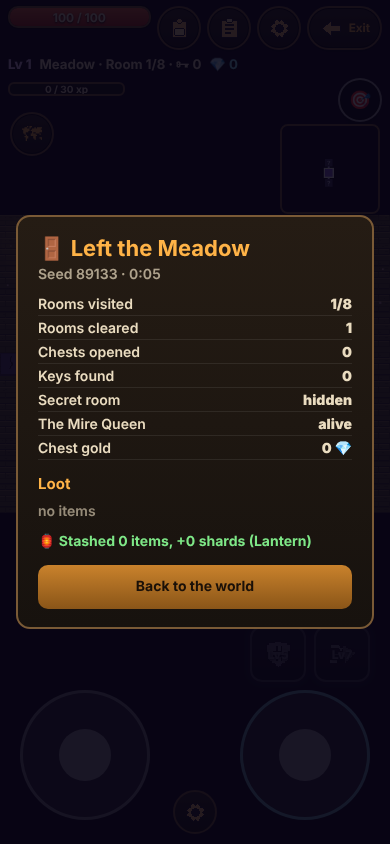 100 / 100
Exit
Lv 1 Meadow · Room 1/8 · 0 0
0 / 30 xp
Left the Meadow
Seed 89133 · 0:05
Rooms visited 1/8
Rooms cleared 1
Chests opened 0
Keys found 0
Secret room hidden
The Mire Queen alive
Chest gold 0
Loot
no items
Stashed 0 items, +0 shards (Lantern)
Back to the world